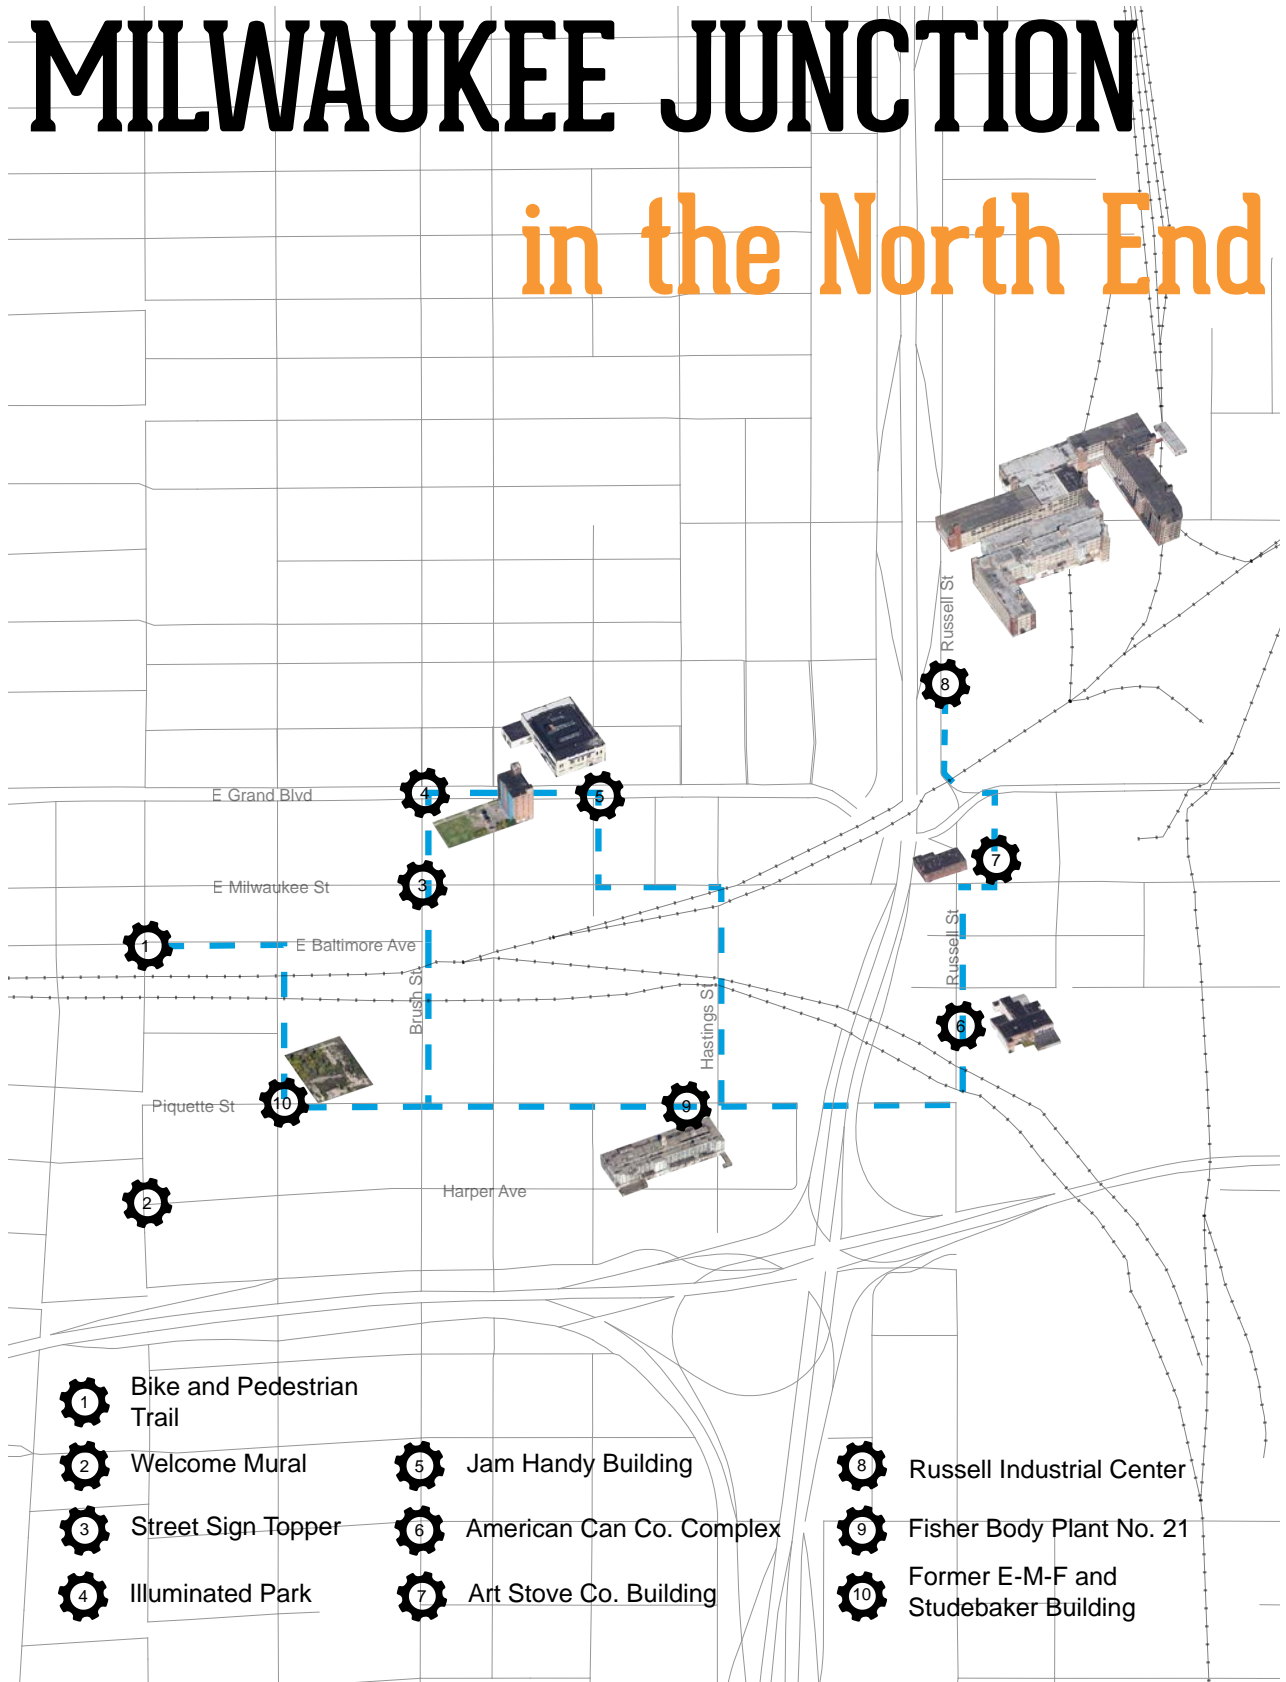 MILWAUKEE JUNCTION
in the North End
Russell St
8
4
5
E Grand Blvd
7
3
E Milwaukee St
1
E Baltimore Ave
Russell St
Brush St
Hastings St
6
10
Piquette St
9
2
Harper Ave
1 Bike and Pedestrian
Trail
2 Welcome Mural
3 Street Sign Topper
4 Illuminated Park
5 Jam Handy Building
6 American Can Co. Complex
7 Art Stove Co. Building
8 Russell Industrial Center
9 Fisher Body Plant No. 21
10 Former E-M-F and
Studebaker Building